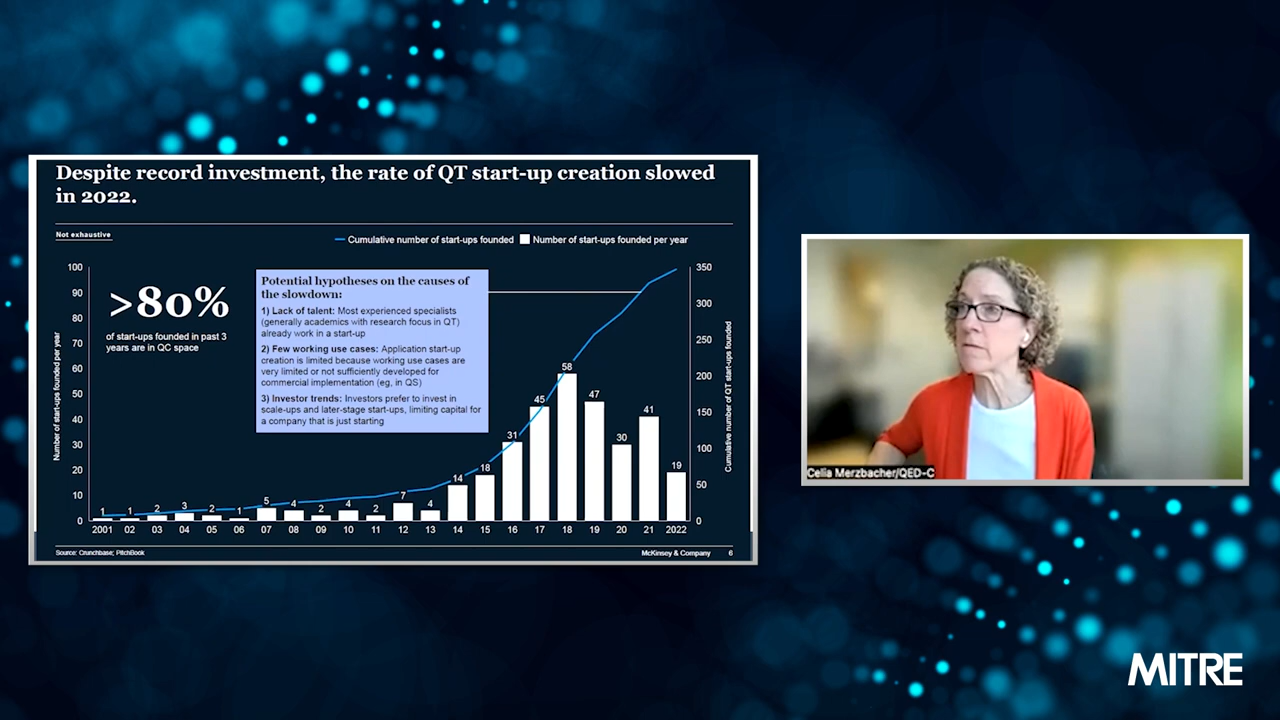 Despite record investment, the rate of QT start-up creation slowed
in 2022.
Not exhaustive
Cumulative number of start-ups founded
Number of start-ups founded per year
100
90
80
70
60
50
40
30
20
10
0
Number of start-ups founded per year
>80%
of start-ups founded in past 3
years are in QC space
Potential hypotheses on the causes of
the slowdown:
1) Lack of talent: Most experienced specialists
(generally academics with research focus in QT)
already work in a start-up
2) Few working use cases: Application start-up
creation is limited because working use cases are
very limited or not sufficiently developed for
commercial implementation (eg, in QS)
3) Investor trends: Investors prefer to invest in
scale-ups and later-stage start-ups, limiting capital for
a company that is just starting
1 1 2 3 2 1 5 4 2 4 2 7 4 14 18 31 45 58 47 30 41 19
2001 02 03 04 05 06 07 08 09 10 11 12 13 14 15 16 17 18 19 20 21 2022
350
300
250
200
150
100
50
0
Cumulative number of QT start-ups founded
Source: Crunchbase; PitchBook
McKinsey & Company 6
Celia Merzbacher/QED-C
MITRE